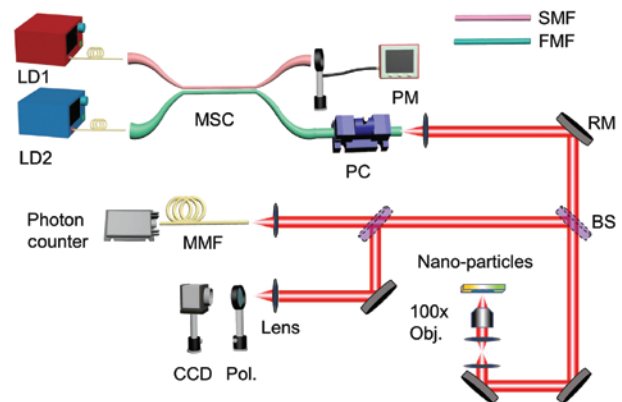 SMF
FMF
LD1
LD2
MSC
PM
PC
RM
Photon
counter
MMF
BS
Nano-particles
100x
Obj.
Lens
CCD
Pol.